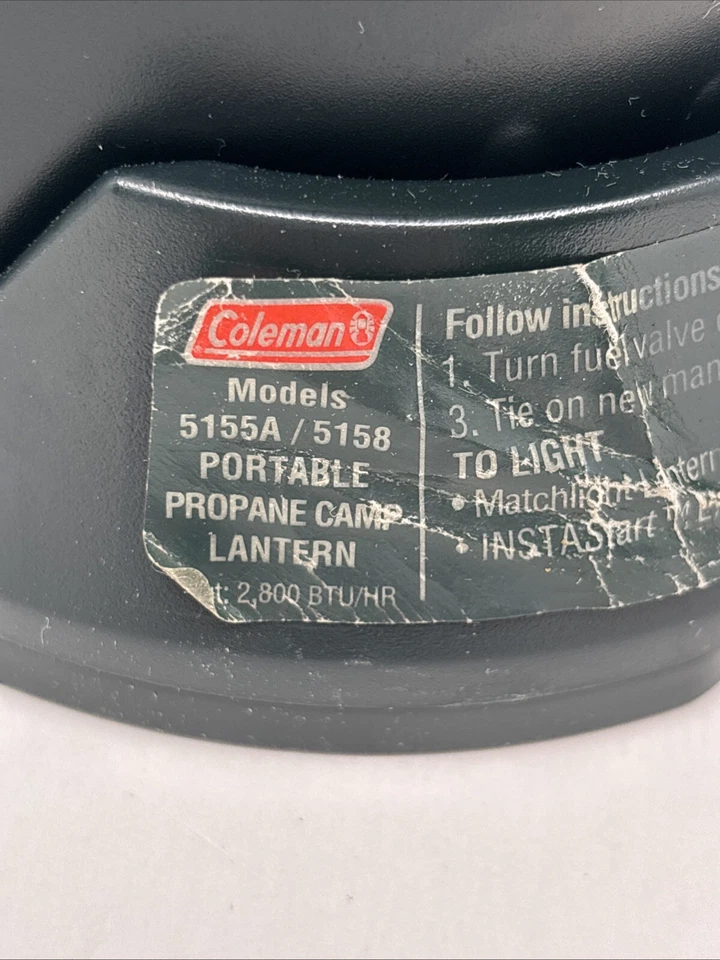 Coleman
Models
5155A / 5158
PORTABLE
PROPANE CAMP
LANTERN
2,800 BTU/HR
Follow instructions
1. Turn fuel valve
3. Tie on new
TO LIGHT
• Matchlight
• INSTAStart™